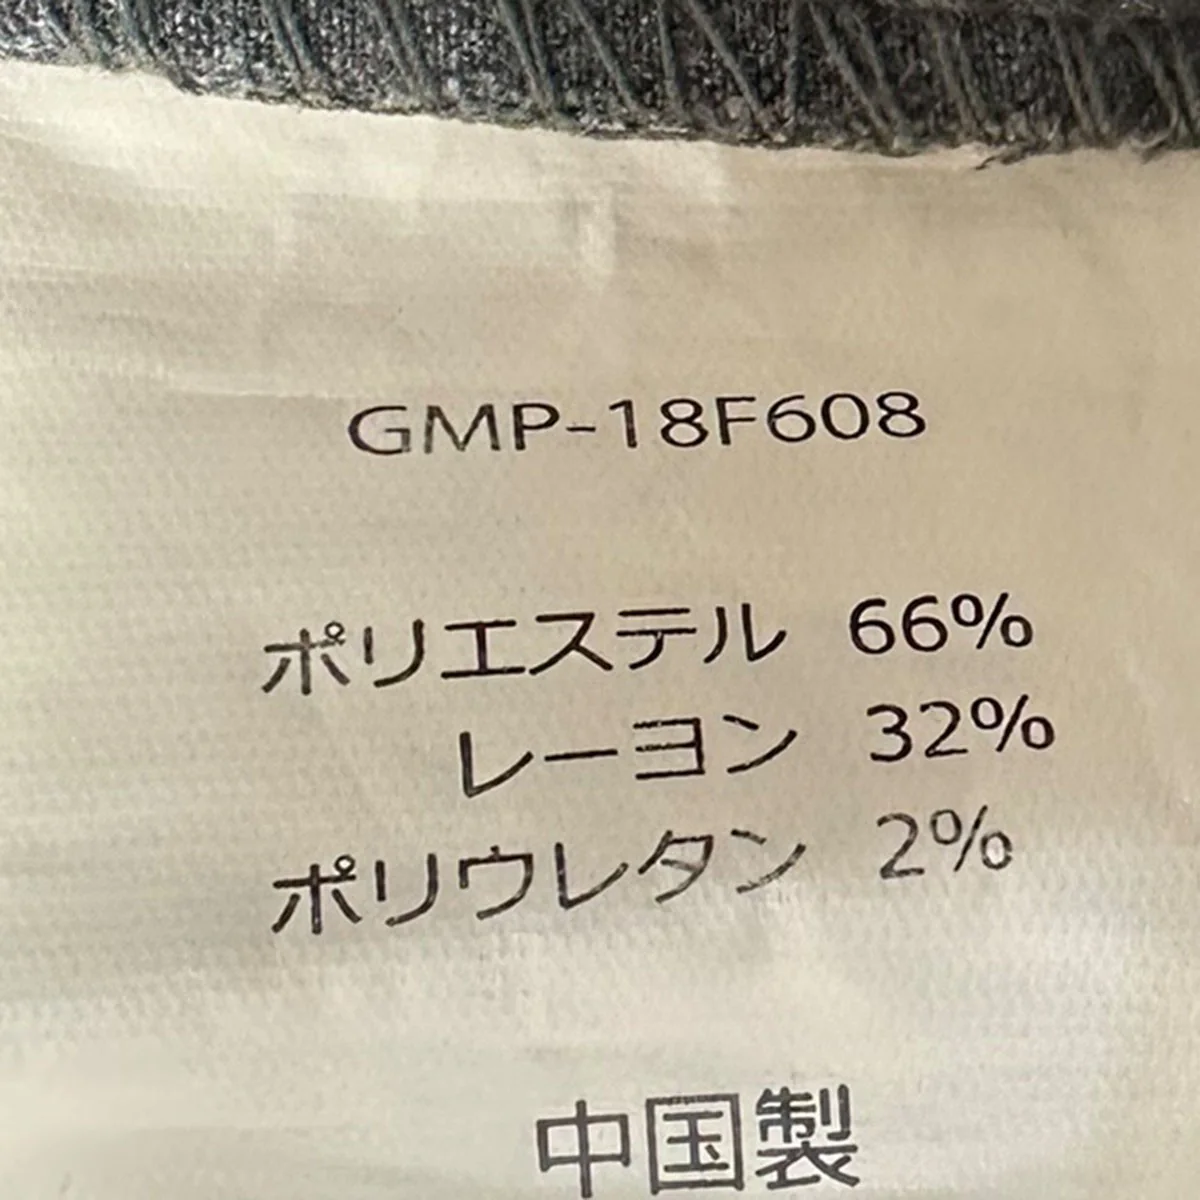 GMP-18F608
ポリエステル 66%
レーヨン 32%
ポリウレタン 2%
中国製